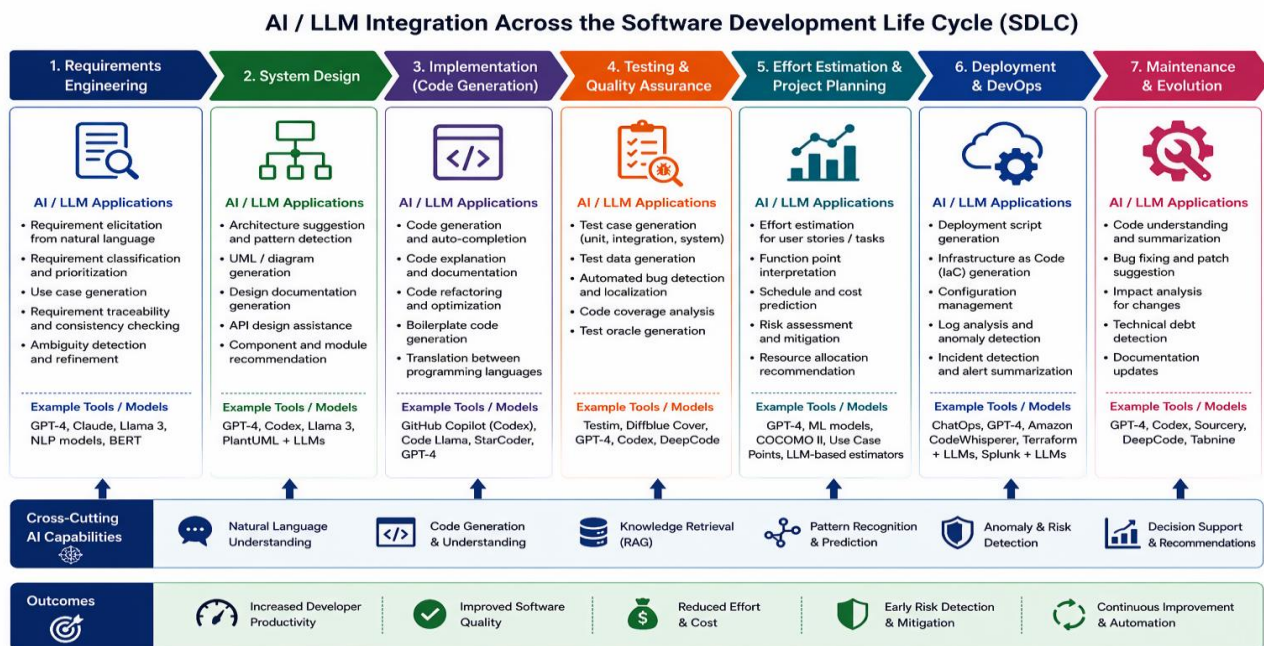 AI / LLM Integration Across the Software Development Life Cycle (SDLC)
1. Requirements
Engineering
2. System Design
3. Implementation
(Code Generation)
4. Testing &
Quality Assurance
5. Effort Estimation &
Project Planning
6. Deployment
& DevOps
7. Maintenance
& Evolution
AI / LLM Applications
• Requirement elicitation
from natural language
• Requirement classification
and prioritization
• Use case generation
• Requirement traceability
and consistency checking
• Ambiguity detection
and refinement
Example Tools / Models
GPT-4, Claude, Llama 3,
NLP models, BERT
AI / LLM Applications
• Architecture suggestion
and pattern detection
• UML / diagram
generation
• Design documentation
generation
• API design assistance
• Component and module
recommendation
Example Tools / Models
GPT-4, Codex, Llama 3,
PlantUML + LLMs
</> 
AI / LLM Applications
• Code generation
and auto-completion
• Code explanation
and documentation
• Code refactoring
and optimization
• Boilerplate code
generation
• Translation between
programming languages
Example Tools / Models
GitHub Copilot (Codex),
Code Llama, StarCoder,
GPT-4
AI / LLM Applications
• Test case generation
(unit, integration, system)
• Test data generation
• Automated bug detection
and localization
• Code coverage analysis
• Test oracle generation
Example Tools / Models
Testim, Diffblue Cover,
GPT-4, Codex, DeepCode
AI / LLM Applications
• Effort estimation
for user stories / tasks
• Function point
interpretation
• Schedule and cost
prediction
• Risk assessment
and mitigation
• Resource allocation
recommendation
Example Tools / Models
GPT-4, ML models,
COCOMO II, Use Case
Points, LLM-based estimators
AI / LLM Applications
• Deployment script
generation
• Infrastructure as Code
(IaC) generation
• Configuration
management
• Log analysis and
anomaly detection
• Incident detection
and alert summarization
Example Tools / Models
ChatOps, GPT-4, Amazon
CodeWhisperer, Terraform
+ LLMs, Splunk + LLMs
AI / LLM Applications
• Code understanding
and summarization
• Bug fixing and patch
suggestion
• Impact analysis
for changes
• Technical debt
detection
• Documentation
updates
Example Tools / Models
GPT-4, Codex, Sourcery,
DeepCode, Tabnine
Cross-Cutting
AI Capabilities
Natural Language
Understanding
</>
Code Generation
& Understanding
Knowledge Retrieval
(RAG)
Pattern Recognition
& Prediction
Anomaly & Risk
Detection
Decision Support
& Recommendations
Outcomes
Increased Developer
Productivity
Improved Software
Quality
$
Reduced Effort
& Cost
Early Risk Detection
& Mitigation
Continuous Improvement
& Automation